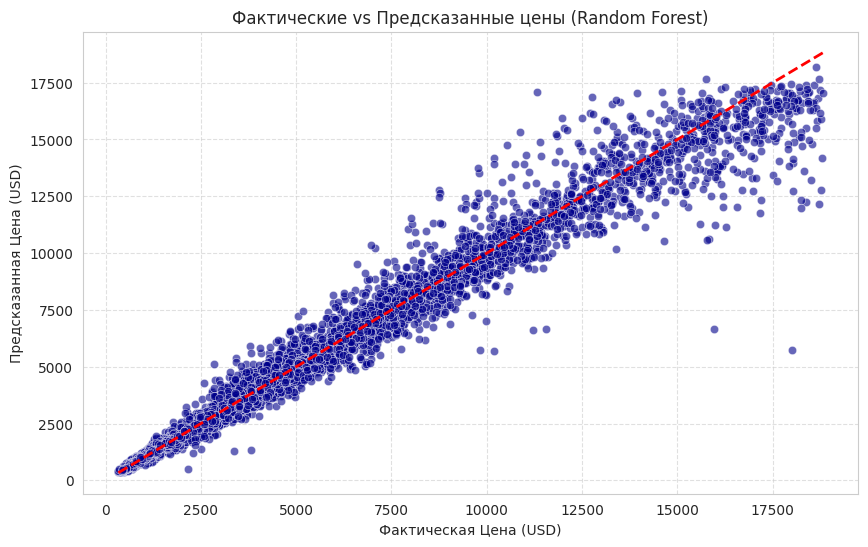 Фактические vs Предсказанные цены (Random Forest)
Предсказанная Цена (USD)
17500
15000
12500
10000
7500
5000
2500
0
0 2500 5000 7500 10000 12500 15000 17500
Фактическая Цена (USD)